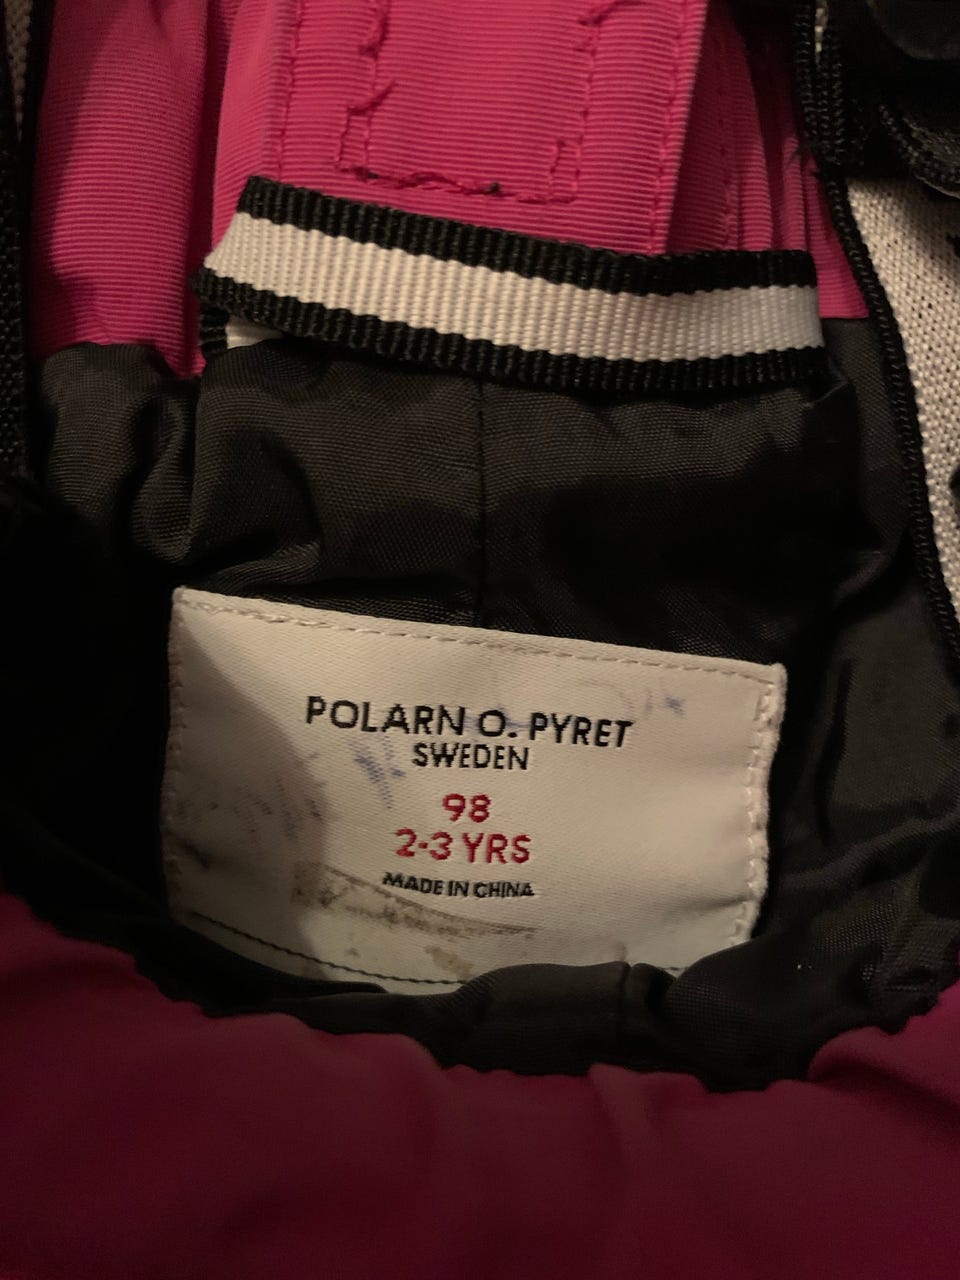 POLARN O. PYRET
SWEDEN
98
2-3 YRS
MADE IN CHINA